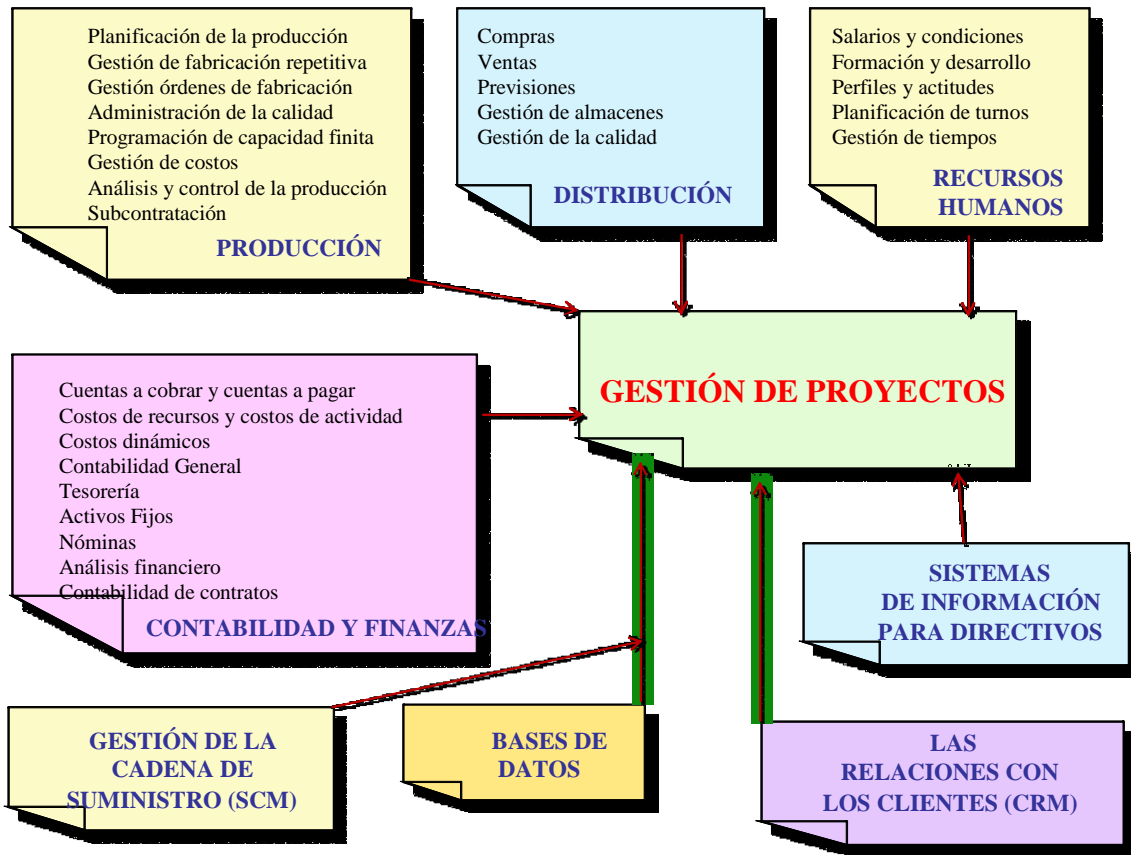 Planificación de la producción
Gestión de fabricación repetitiva
Gestión órdenes de fabricación
Administración de la calidad
Programación de capacidad finita
Gestión de costos
Análisis y control de la producción
Subcontratación
PRODUCCIÓN
Compras
Ventas
Previsiones
Gestión de almacenes
Gestión de la calidad
DISTRIBUCIÓN
Salarios y condiciones
Formación y desarrollo
Perfiles y actitudes
Planificación de turnos
Gestión de tiempos
RECURSOS
HUMANOS
GESTIÓN DE PROYECTOS
Cuentas a cobrar y cuentas a pagar
Costos de recursos y costos de actividad
Costos dinámicos
Contabilidad General
Tesorería
Activos Fijos
Nóminas
Análisis financiero
Contabilidad de contratos
CONTABILIDAD Y FINANZAS
SISTEMAS
DE INFORMACIÓN
PARA DIRECTIVOS
GESTIÓN DE LA
CADENA DE
SUMINISTRO (SCM)
BASES DE
DATOS
LAS
RELACIONES CON
LOS CLIENTES (CRM)